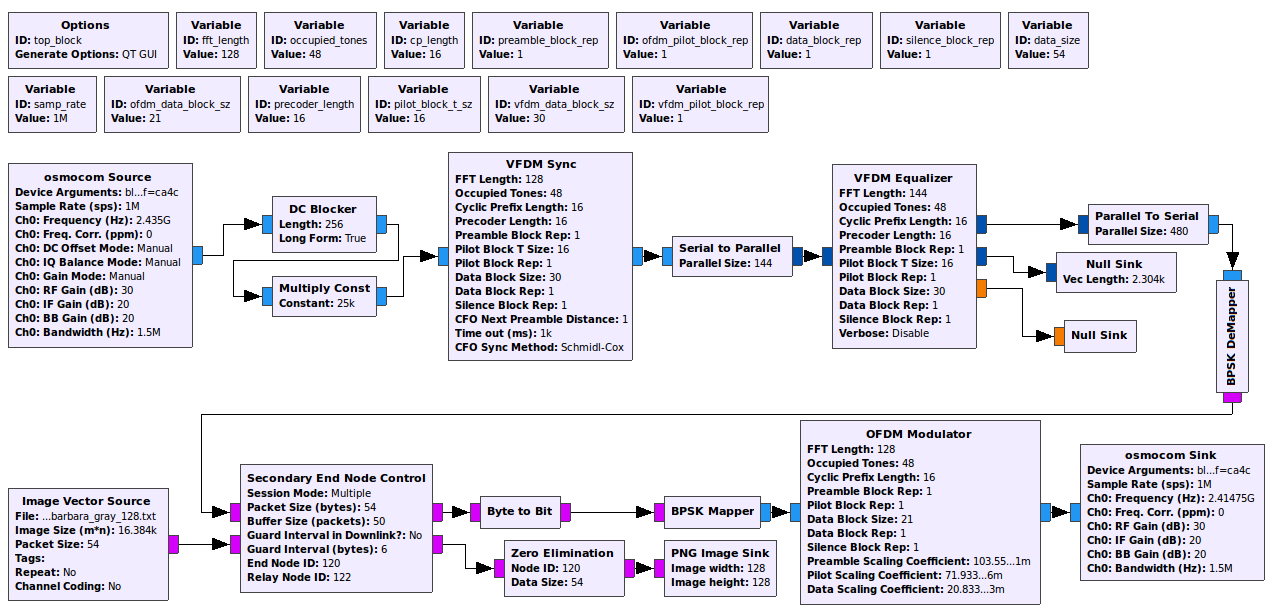 Options
ID: top_block
Generate Options: QT GUI
Variable
ID: fft_length
Value: 128
Variable
ID: occupied_tones
Value: 48
Variable
ID: cp_length
Value: 16
Variable
ID: preamble_block_rep
Value: 1
Variable
ID: ofdm_pilot_block_rep
Value: 1
Variable
ID: data_block_rep
Value: 1
Variable
ID: silence_block_rep
Value: 1
Variable
ID: data_size
Value: 54
Variable
ID: samp_rate
Value: 1M
Variable
ID: ofdm_data_block_sz
Value: 21
Variable
ID: precoder_length
Value: 16
Variable
ID: pilot_block_t_sz
Value: 16
Variable
ID: vfdm_data_block_sz
Value: 30
Variable
ID: vfdm_pilot_block_rep
Value: 1
osmocom Source
Device Arguments: bl...f=ca4c
Sample Rate (sps): 1M
Ch0: Frequency (Hz): 2.435G
Ch0: Freq. Corr. (ppm): 0
Ch0: DC Offset Mode: Manual
Ch0: IQ Balance Mode: Manual
Ch0: Gain Mode: Manual
Ch0: RF Gain (dB): 30
Ch0: IF Gain (dB): 20
Ch0: BB Gain (dB): 20
Ch0: Bandwidth (Hz): 1.5M
DC Blocker
Length: 256
Long Form: True
Multiply Const
Constant: 25k
VFDM Sync
FFT Length: 128
Occupied Tones: 48
Cyclic Prefix Length: 16
Precoder Length: 16
Preamble Block Rep: 1
Pilot Block T Size: 16
Pilot Block Rep: 1
Data Block Size: 30
Data Block Rep: 1
Silence Block Rep: 1
CFO Next Preamble Distance: 1
Time out (ms): 1k
CFO Sync Method: Schmidl-Cox
Serial to Parallel
Parallel Size: 144
VFDM Equalizer
FFT Length: 144
Occupied Tones: 48
Cyclic Prefix Length: 16
Precoder Length: 16
Preamble Block Rep: 1
Pilot Block T Size: 16
Pilot Block Rep: 1
Data Block Size: 30
Data Block Rep: 1
Silence Block Rep: 1
Verbose: Disable
Parallel To Serial
Parallel Size: 480
Null Sink
Vec Length: 2.304k
Null Sink
BPSK DeMapper
Image Vector Source
File: ...barbara_gray_128.txt
Image Size (m*n): 16.384k
Packet Size: 54
Tags:
Repeat: No
Channel Coding: No
Secondary End Node Control
Session Mode: Multiple
Packet Size (bytes): 54
Buffer Size (packets): 50
Guard Interval in Downlink?: No
Guard Interval (bytes): 6
End Node ID: 120
Relay Node ID: 122
Byte to Bit
Zero Elimination
Node ID: 120
Data Size: 54
BPSK Mapper
PNG Image Sink
Image width: 128
Image height: 128
OFDM Modulator
FFT Length: 128
Occupied Tones: 48
Cyclic Prefix Length: 16
Preamble Block Rep: 1
Pilot Block Rep: 1
Data Block Size: 21
Data Block Rep: 1
Silence Block Rep: 1
Preamble Scaling Coefficient: 103.55...1m
Pilot Scaling Coefficient: 71.933...6m
Data Scaling Coefficient: 20.833...3m
osmocom Sink
Device Arguments: bl...f=ca4c
Sample Rate (sps): 1M
Ch0: Frequency (Hz): 2.41475G
Ch0: Freq. Corr. (ppm): 0
Ch0: RF Gain (dB): 30
Ch0: IF Gain (dB): 20
Ch0: BB Gain (dB): 20
Ch0: Bandwidth (Hz): 1.5M